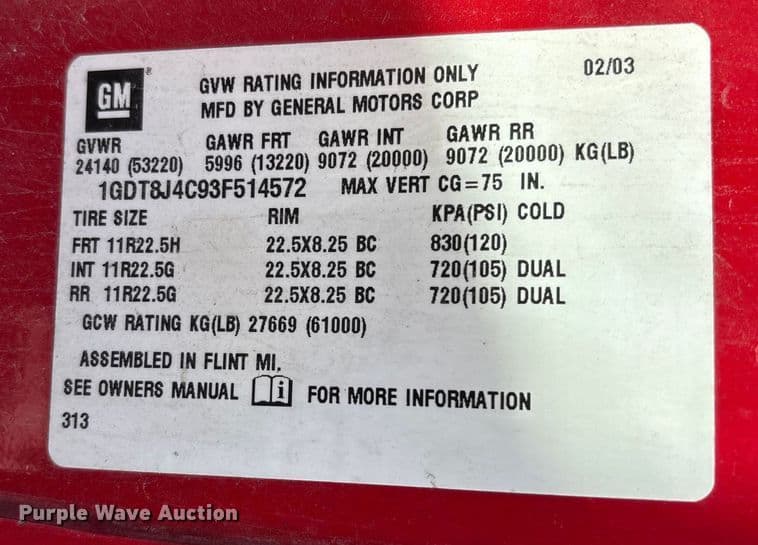 GM
GVW RATING INFORMATION ONLY 02/03
MFD BY GENERAL MOTORS CORP
GVWR GAWR FRT GAWR INT GAWR RR
24140 (53220) 5996 (13220) 9072 (20000) 9072 (20000) KG(LB)
1GDT8J4C93F514572 MAX VERT CG=75 IN.
TIRE SIZE RIM KPA(PSI) COLD
FRT 11R22.5H 22.5X8.25 BC 830(120)
INT 11R22.5G 22.5X8.25 BC 720(105) DUAL
RR 11R22.5G 22.5X8.25 BC 720(105) DUAL
GCW RATING KG(LB) 27669 (61000)
ASSEMBLED IN FLINT MI.
SEE OWNERS MANUAL i FOR MORE INFORMATION
313
Purple Wave Auction